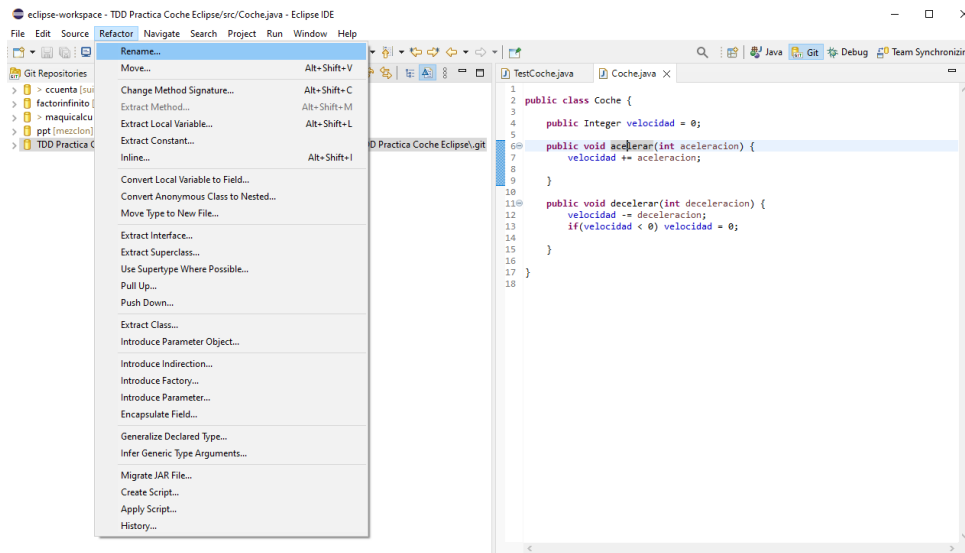 eclipse-workspace - TDD Practica Coche Eclipse/src/Coche.java - Eclipse IDE
File Edit Source Refactor Navigate Search Project Run Window Help
Java Git Debug Team Synchronizin
Git Repositories
> ccuenta [sui
factorinfinito [
> maquicalcu
ppt [mezclon]
TDD Practica C
DD Practica Coche Eclipse\.git
Rename...
Move... Alt+Shift+V
Change Method Signature... Alt+Shift+C
Extract Method... Alt+Shift+M
Extract Local Variable... Alt+Shift+L
Extract Constant...
Inline... Alt+Shift+I
Convert Local Variable to Field...
Convert Anonymous Class to Nested...
Move Type to New File...
Extract Interface...
Extract Superclass...
Use Supertype Where Possible...
Pull Up...
Push Down...
Extract Class...
Introduce Parameter Object...
Introduce Indirection...
Introduce Factory...
Introduce Parameter...
Encapsulate Field...
Generalize Declared Type...
Infer Generic Type Arguments...
Migrate JAR File...
Create Script...
Apply Script...
History...
TestCoche.java Coche.java
1
2 public class Coche {
3
4 public Integer velocidad = 0;
5
6 public void acelerar(int aceleracion) {
7 velocidad += aceleracion;
8
9 }
10
11 public void decelerar(int deceleracion) {
12 velocidad -= deceleracion;
13 if(velocidad < 0) velocidad = 0;
14
15 }
16
17 }
18